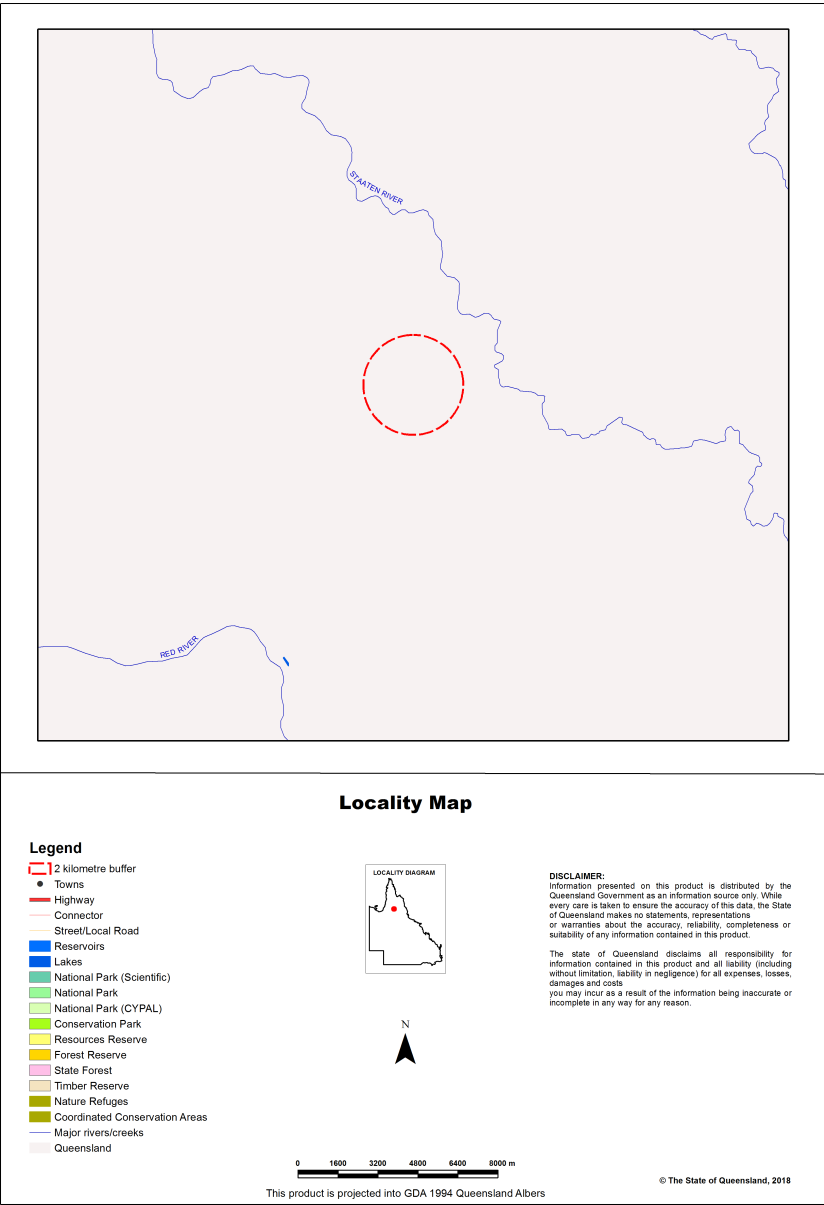 STAATEN RIVER
RED RIVER
Locality Map
Legend
2 kilometre buffer
Towns
Highway
Connector
Street/Local Road
Reservoirs
Lakes
National Park (Scientific)
National Park
National Park (CYPAL)
Conservation Park
Resources Reserve
Forest Reserve
State Forest
Timber Reserve
Nature Refuges
Coordinated Conservation Areas
Major rivers/creeks
Queensland
LOCALITY DIAGRAM
N
0 1600 3200 4800 6400 8000 m
This product is projected into GDA 1994 Queensland Albers
DISCLAIMER:
Information presented on this product is distributed by the
Queensland Government as an information source only. While
every care is taken to ensure the accuracy of this data, the State
of Queensland makes no statements, representations
or warranties about the accuracy, reliability, completeness or
suitability of any information contained in this product.
The state of Queensland disclaims all responsibility for
information contained in this product and all liability (including
without limitation, liability in negligence) for all expenses, losses,
damages and costs
you may incur as a result of the information being inaccurate or
incomplete in any way for any reason.
© The State of Queensland, 2018